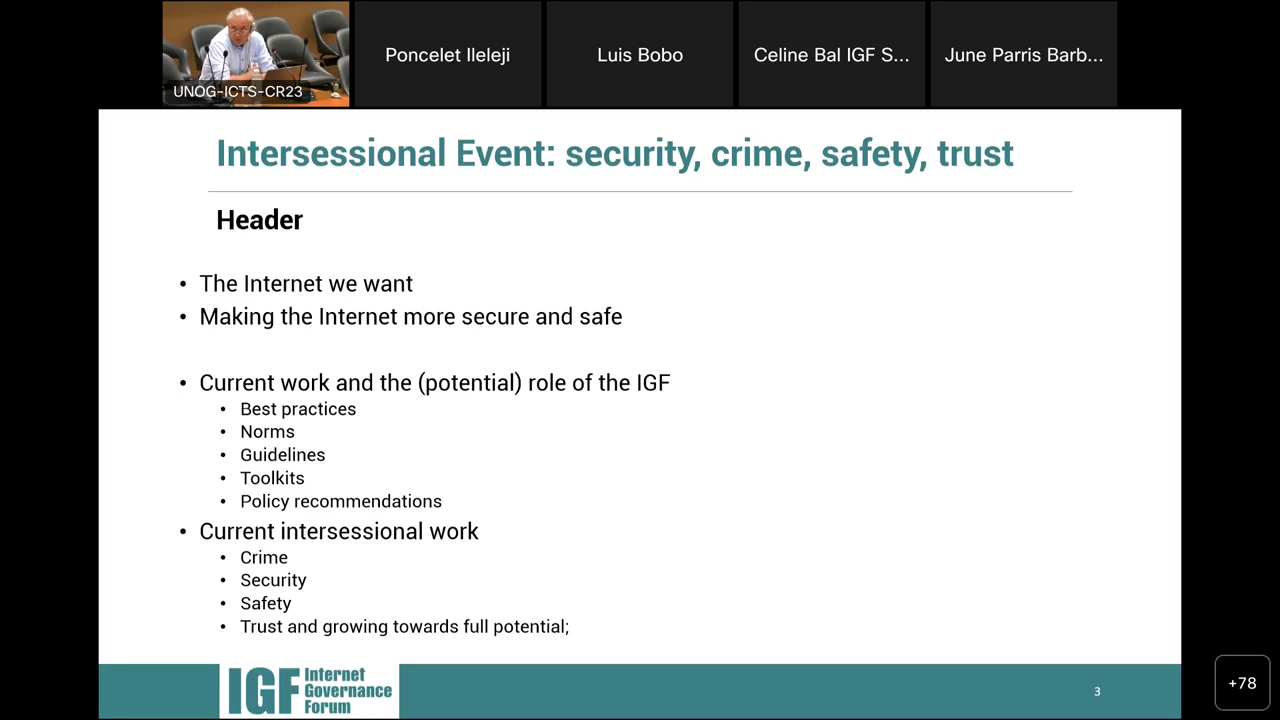 UNOG-ICTS-CR23
Poncelet Ileleji
Luis Bobo
Celine Bal IGF S...
June Parris Barb...
Intersessional Event: security, crime, safety, trust
Header
• The Internet we want
• Making the Internet more secure and safe
• Current work and the (potential) role of the IGF
• Best practices
• Norms
• Guidelines
• Toolkits
• Policy recommendations
• Current intersessional work
• Crime
• Security
• Safety
• Trust and growing towards full potential;
IGF Internet
Governance
Forum
3
+78